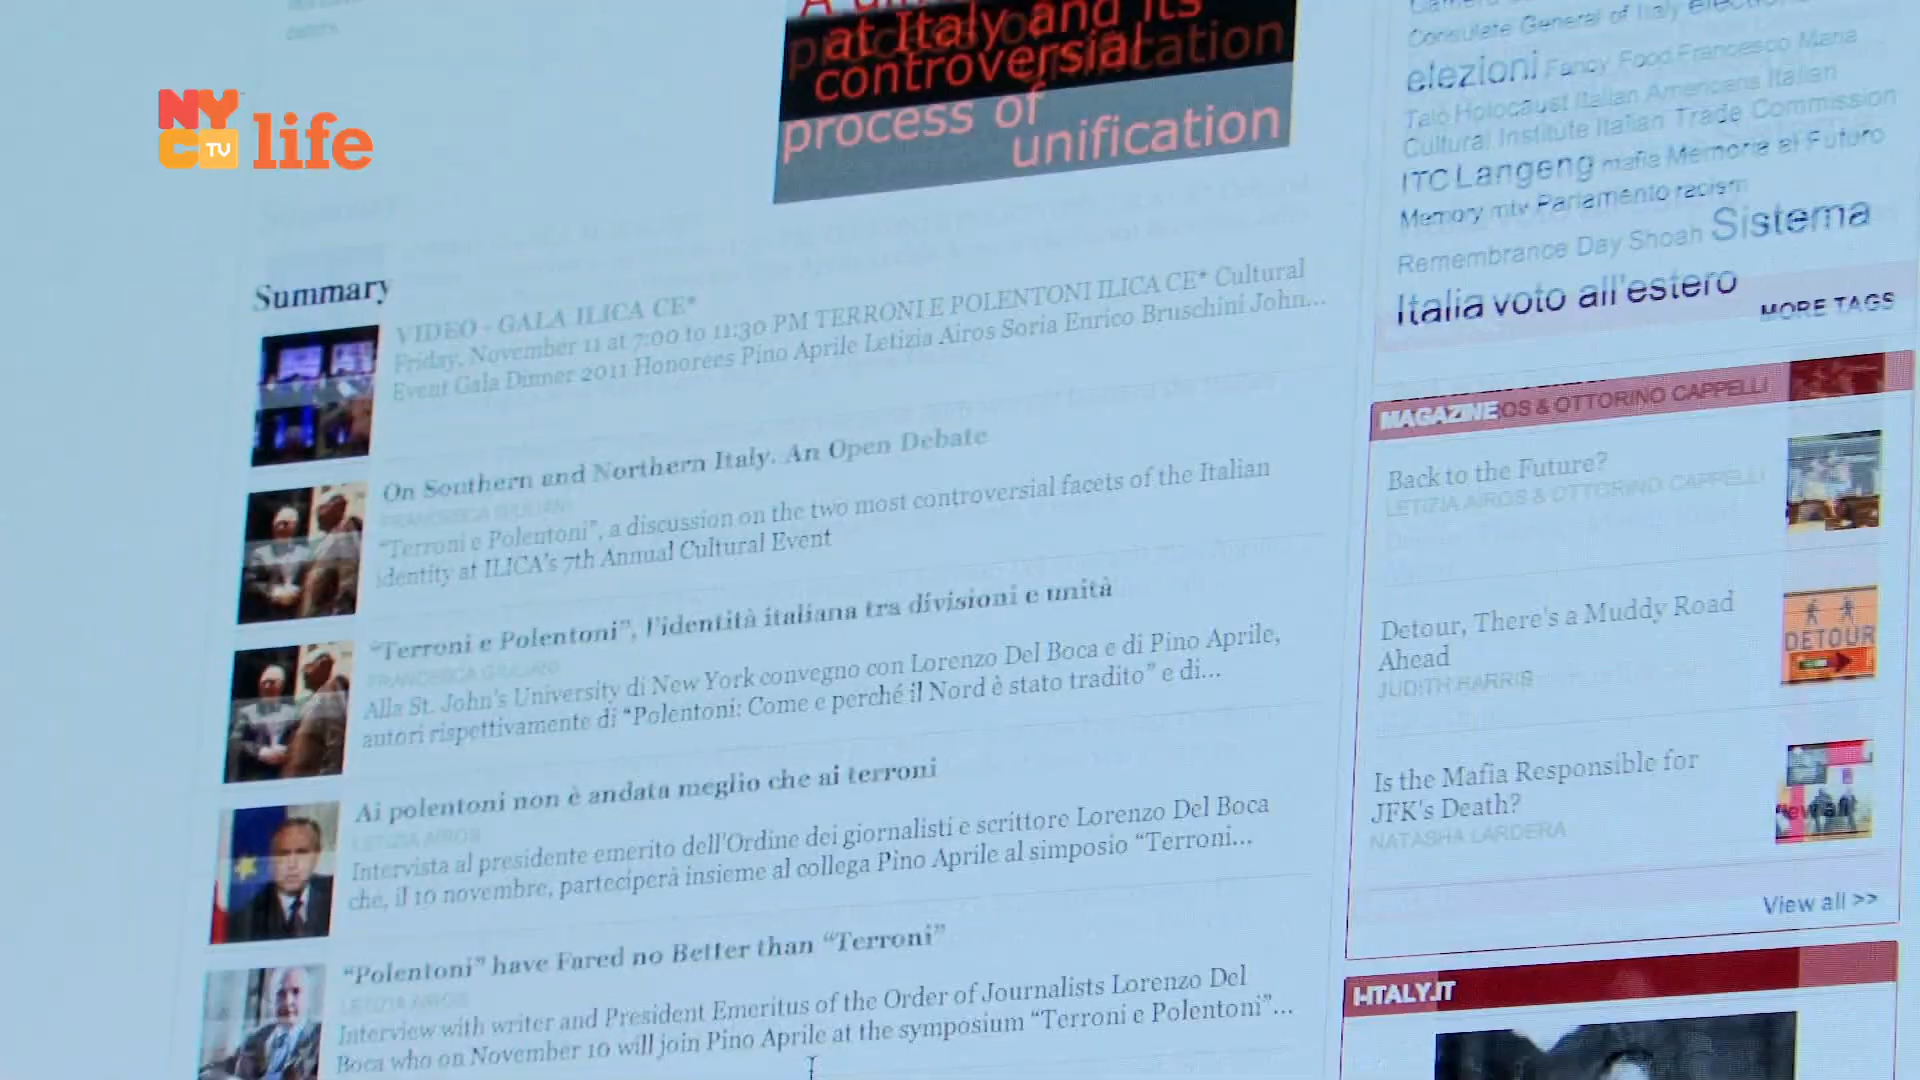 NYC TV life
at Italy and its
controversial
process of
unification
Summary
VIDEO - GALA ILICA CE*
Friday, November 11 at 7:00 to 11:30 PM TERRONI E POLENTONI ILICA CE* Cultural
Event Gala Dinner 2011 Honorees Pino Aprile Letizia Airos Soria Enrico Bruschini John...
On Southern and Northern Italy. An Open Debate
FRANCESCA GIULIANI
"Terroni e Polentoni", a discussion on the two most controversial facets of the Italian
identity at ILICA's 7th Annual Cultural Event
"Terroni e Polentoni", l'identità italiana tra divisioni e unità
FRANCESCA GIULIANI
Alla St. John's University di New York convegno con Lorenzo Del Boca e di Pino Aprile,
autori rispettivamente di "Polentoni: Come e perché il Nord è stato tradito" e di...
Ai polentoni non è andata meglio che ai terroni
LETIZIA AIROS
Intervista al presidente emerito dell'Ordine dei giornalisti e scrittore Lorenzo Del Boca
che, il 10 novembre, parteciperà insieme al collega Pino Aprile al simposio "Terroni...
"Polentoni" have Fared no Better than "Terroni"
LETIZIA AIROS
Interview with writer and President Emeritus of the Order of Journalists Lorenzo Del
Boca who on November 10 will join Pino Aprile at the symposium "Terroni e Polentoni"...
Consulate General of Italy
elezioni Fancy Food Francesco Maria
Talò Holocaust Italian Americans Italian
Cultural Institute Italian Trade Commission
ITC Langeng mafia Memoria al Futuro
Memory mtv Parlamento racism
Remembrance Day Shoah Sistema
Italia voto all'estero
MORE TAGS
MAGAZINE
OS & OTTORINO CAPPELLI
Back to the Future?
LETIZIA AIROS & OTTORINO CAPPELLI
Detour, There's a Muddy Road
Ahead
JUDITH HARRIS
DETOUR
Is the Mafia Responsible for
JFK's Death?
NATASHA LARDERA
View all >>
I-ITALY.IT